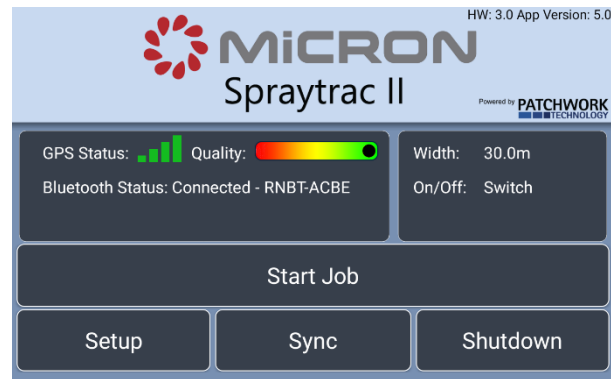 HW: 3.0 App Version: 5.0
MiCRON
Spraytrac II
Powered by PATCHWORK
TECHNOLOGY
GPS Status: Quality:
Bluetooth Status: Connected - RNBT-ACBE
Width: 30.0m
On/Off: Switch
Start Job
Setup Sync Shutdown